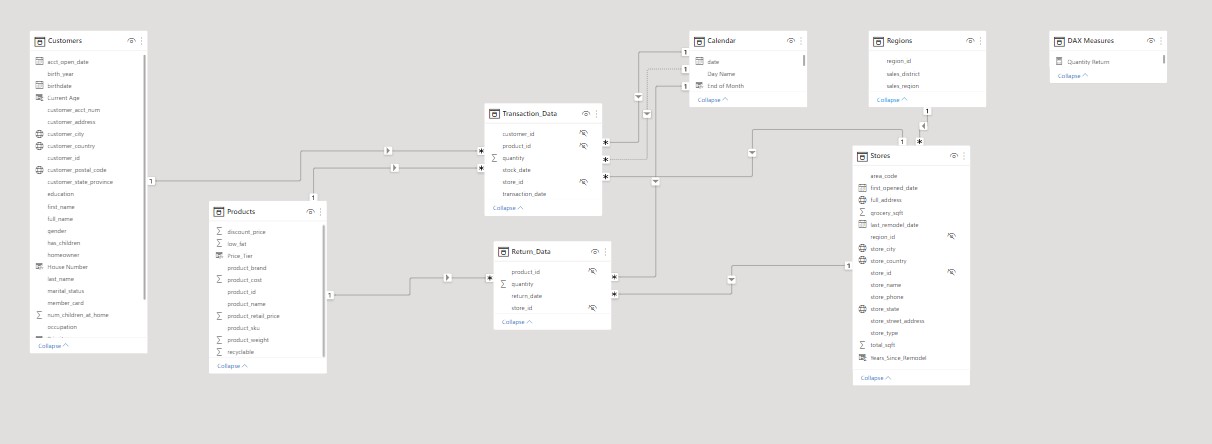 Customers
acct_open_date
birth_year
birthdate
Current Age
customer_acct_num
customer_address
customer_city
customer_country
customer_id
customer_postal_code
customer_state_province
education
first_name
full_name
gender
has_children
homeowner
House Number
last_name
marital_status
member_card
num_children_at_home
occupation
Collapse
1
Products
discount_price
low_fat
Price_Tier
product_brand
product_cost
product_id
product_name
product_retail_price
product_sku
product_weight
recyclable
Collapse
1
1
Transaction_Data
customer_id
product_id
quantity
stock_date
store_id
transaction_date
Collapse
*
*
*
*
*
Return_Data
product_id
quantity
return_date
store_id
Collapse
*
*
*
Calendar
date
Day Name
End of Month
Collapse
1
1
1
Regions
region_id
sales_district
sales_region
Collapse
1
1
*
Stores
area_code
first_opened_date
full_address
grocery_sqft
last_remodel_date
region_id
store_city
store_country
store_id
store_name
store_phone
store_state
store_street_address
store_type
total_sqft
Years_Since_Remodel
Collapse
1
DAX Measures
Quantity Return
Collapse